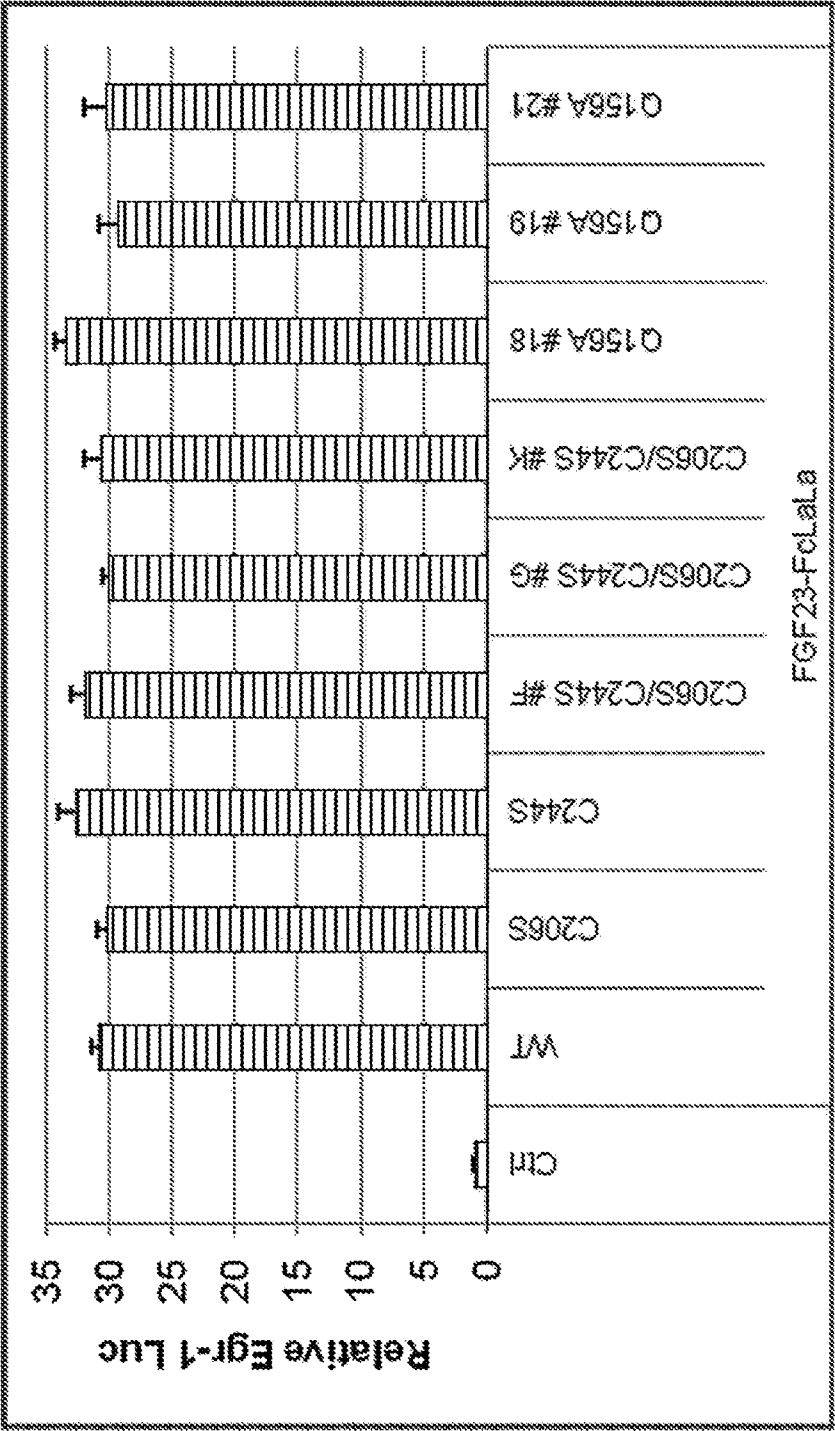 Relative Egr-1 Luc
35
30
25
20
15
10
5
0
Ctrl
WT
C206S
C244S
C206S/C244S #F
C206S/C244S #G
C206S/C244S #K
Q156A #18
Q156A #19
Q156A #21
FGF23-FcLaLa